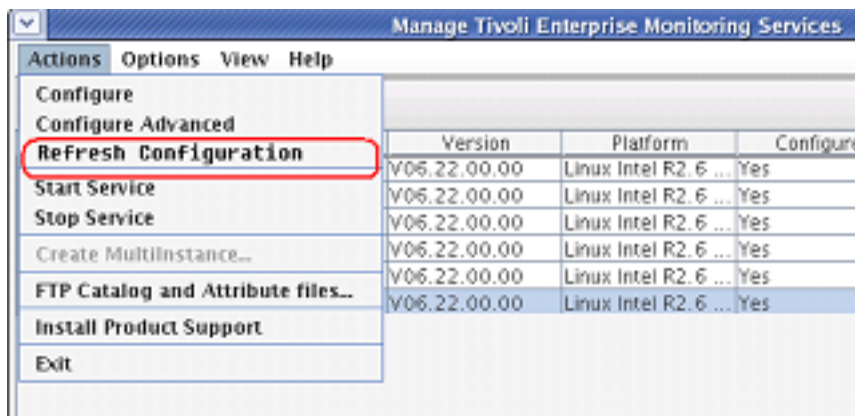 Manage Tivoli Enterprise Monitoring Services
Actions Options View Help
Configure
Configure Advanced
Refresh Configuration
Start Service
Stop Service
Create MultiInstance...
FTP Catalog and Attribute files...
Install Product Support
Exit
Version Platform Configure
V06.22.00.00 Linux Intel R2.6 ... Yes
V06.22.00.00 Linux Intel R2.6 ... Yes
V06.22.00.00 Linux Intel R2.6 ... Yes
V06.22.00.00 Linux Intel R2.6 ... Yes
V06.22.00.00 Linux Intel R2.6 ... Yes
V06.22.00.00 Linux Intel R2.6 ... Yes